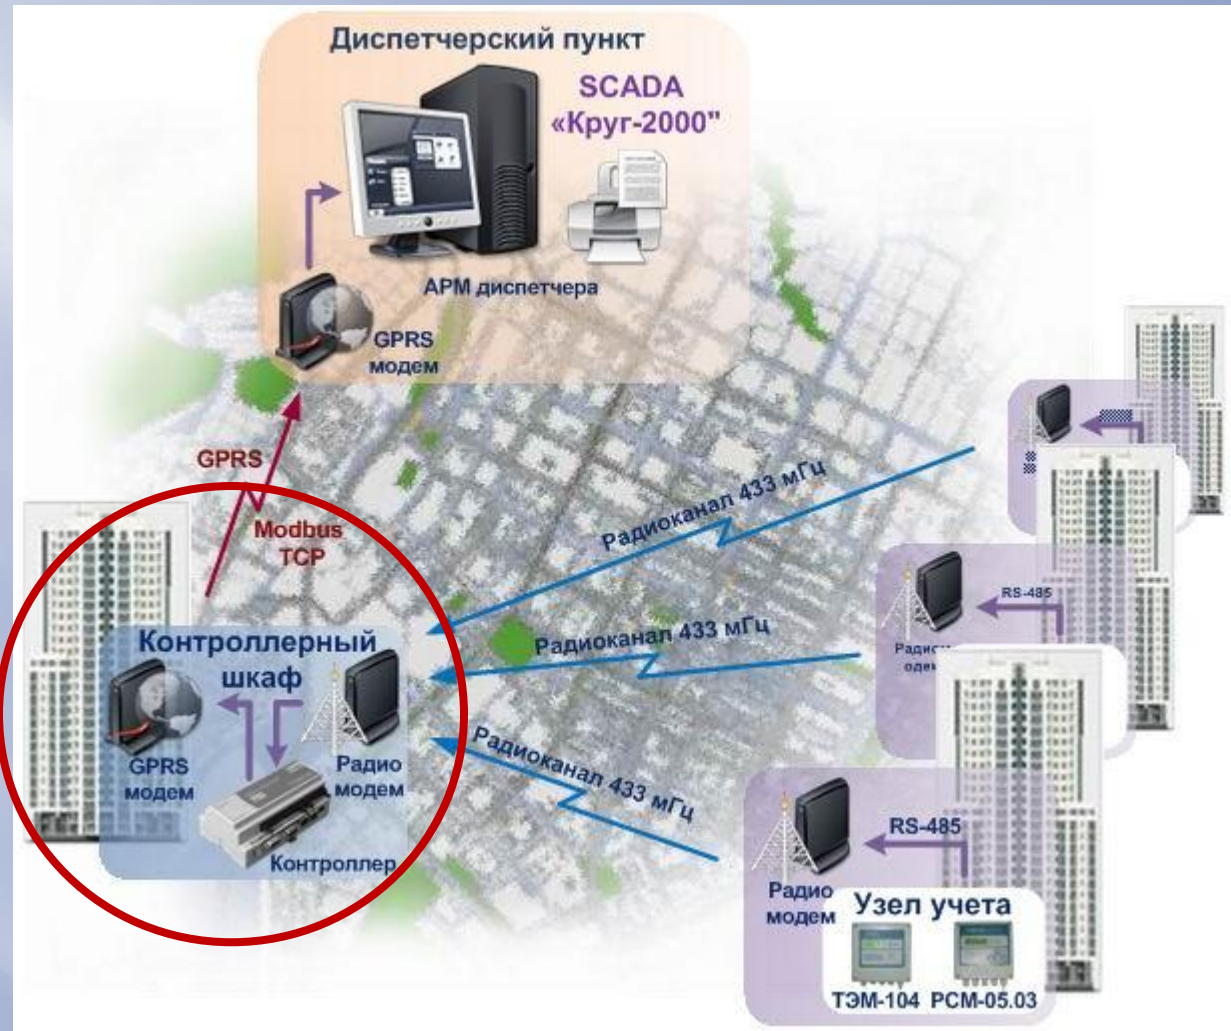 Диспетчерский пункт
SCADA
«Круг-2000"
АРМ диспетчера
GPRS
модем
GPRS
Modbus
TCP
Радиоканал 433 мГц
RS-485
Радиоканал 433 мГц
Контроллерный
шкаф
GPRS
модем
Радио
модем
Контроллер
Радиоканал 433 мГц
RS-485
Радио
модем
Узел учета
ТЭМ-104
РСМ-05.03